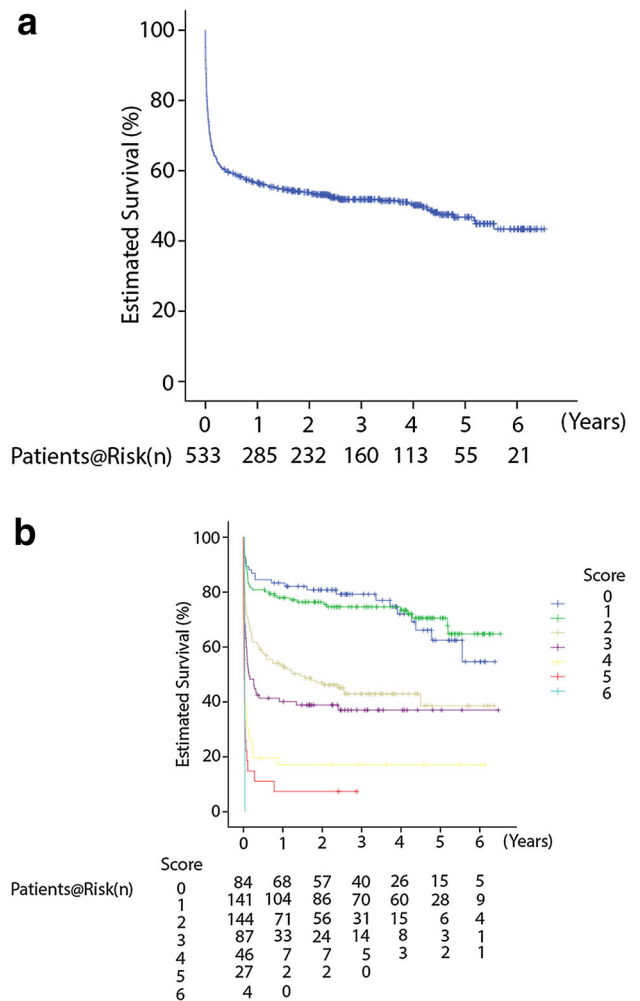 a
100
80
60
40
20
0
Estimated Survival (%)
0 1 2 3 4 5 6 (Years)
Patients@Risk(n) 533 285 232 160 113 55 21
b
100
80
60
40
20
0
Estimated Survival (%)
Score
0
1
2
3
4
5
6
0 1 2 3 4 5 6 (Years)
Score
Patients@Risk(n)
0 84 68 57 40 26 15 5
1 141 104 86 70 60 28 9
2 144 71 56 31 15 6 4
3 87 33 24 14 8 3 1
4 46 7 7 5 3 2 1
5 27 2 2 0
6 4 0